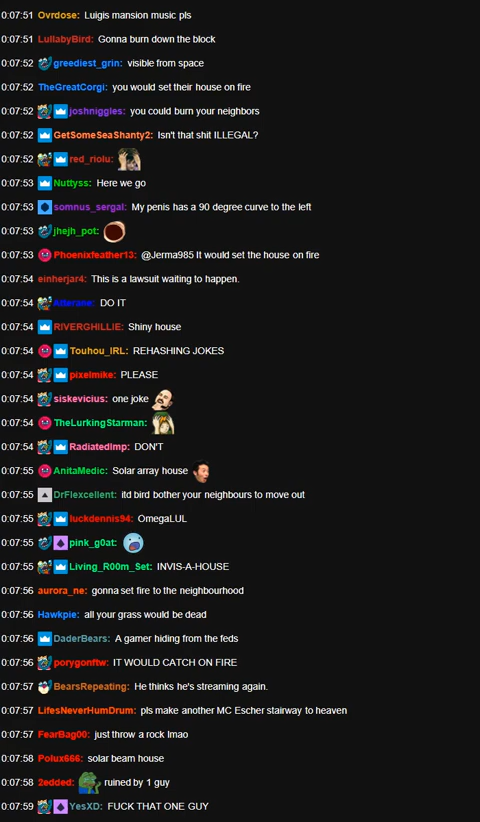 0:07:51 Ovrdose: Luigis mansion music pls
0:07:51 LullabyBird: Gonna burn down the block
0:07:52 greediest_grin: visible from space
0:07:52 TheGreatCorgi: you would set their house on fire
0:07:52 joshniggles: you could burn your neighbors
0:07:52 GetSomeSeaShanty2: Isn't that shit ILLEGAL?
0:07:52 red_riolu:
0:07:53 Nuttyss: Here we go
0:07:53 somnus_sergal: My penis has a 90 degree curve to the left
0:07:53 jhejh_pot:
0:07:53 Phoenixfeather13: @Jerma985 It would set the house on fire
0:07:54 einherjar4: This is a lawsuit waiting to happen.
0:07:54 DO IT
0:07:54 RIVERGHILLIE: Shiny house
0:07:54 Touhou_IRL: REHASHING JOKES
0:07:54 pixelmike: PLEASE
0:07:54 siskevicius: one joke
0:07:54 TheLurkingStarman:
0:07:54 RadiatedImp: DON'T
0:07:55 AnitaMedic: Solar array house
0:07:55 DrFlexcellent: itd bird bother your neighbours to move out
0:07:55 luckdennis94: OmegaLUL
0:07:55 pink_g0at:
0:07:55 Living_R00m_Set: INVIS-A-HOUSE
0:07:56 aurora_ne: gonna set fire to the neighbourhood
0:07:56 Hawkpie: all your grass would be dead
0:07:56 DaderBears: A gamer hiding from the feds
0:07:56 porygonftw: IT WOULD CATCH ON FIRE
0:07:57 BearsRepeating: He thinks he's streaming again.
0:07:57 LifesNeverHumDrum: pls make another MC Escher stairway to heaven
0:07:57 FearBag00: just throw a rock lmao
0:07:58 Polux666: solar beam house
0:07:58 2edded: ruined by 1 guy
0:07:59 YesXD: FUCK THAT ONE GUY